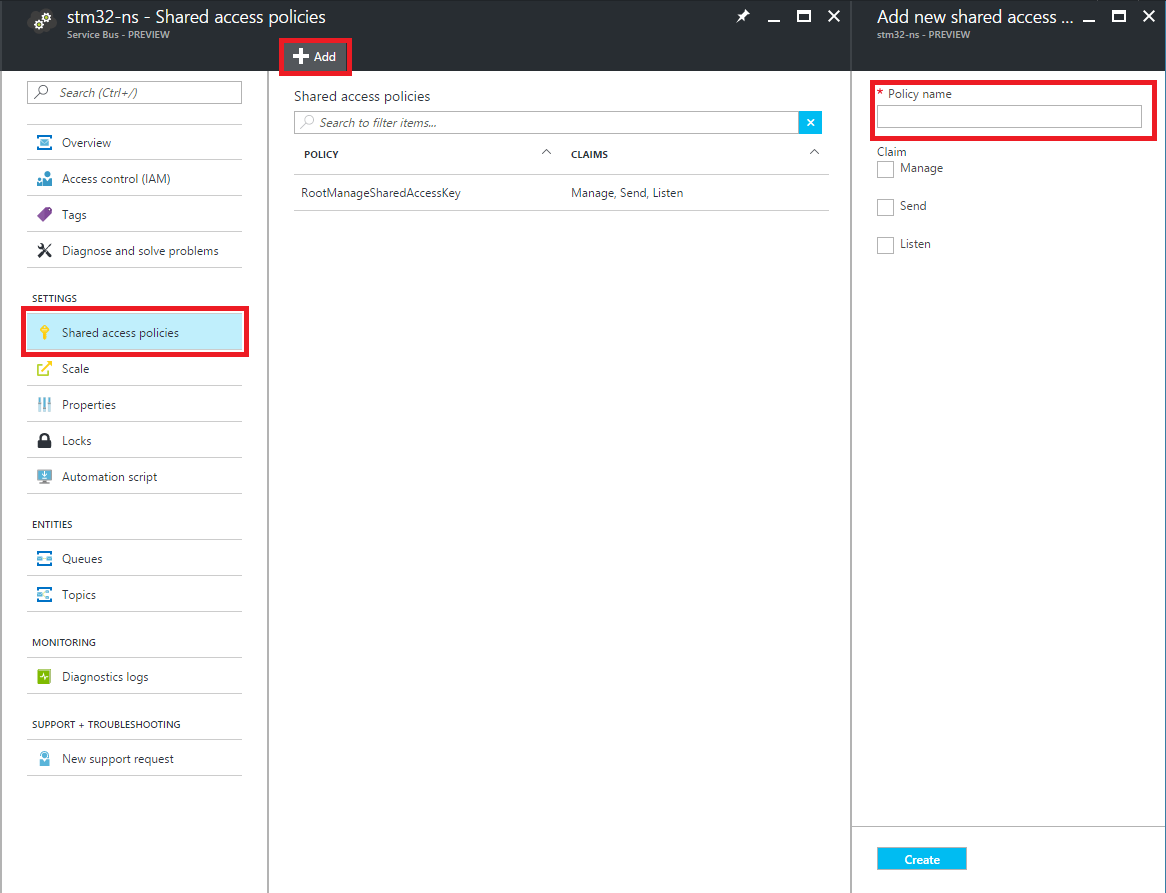 stm32-ns - Shared access policies
Service Bus - PREVIEW
Add
Search (Ctrl+/)
Overview
Access control (IAM)
Tags
Diagnose and solve problems
SETTINGS
Shared access policies
Scale
Properties
Locks
Automation script
ENTITIES
Queues
Topics
MONITORING
Diagnostics logs
SUPPORT + TROUBLESHOOTING
New support request
Shared access policies
Search to filter items...
POLICY CLAIMS
RootManageSharedAccessKey Manage, Send, Listen
Add new shared access ...
stm32-ns - PREVIEW
* Policy name
Claim
Manage
Send
Listen
Create